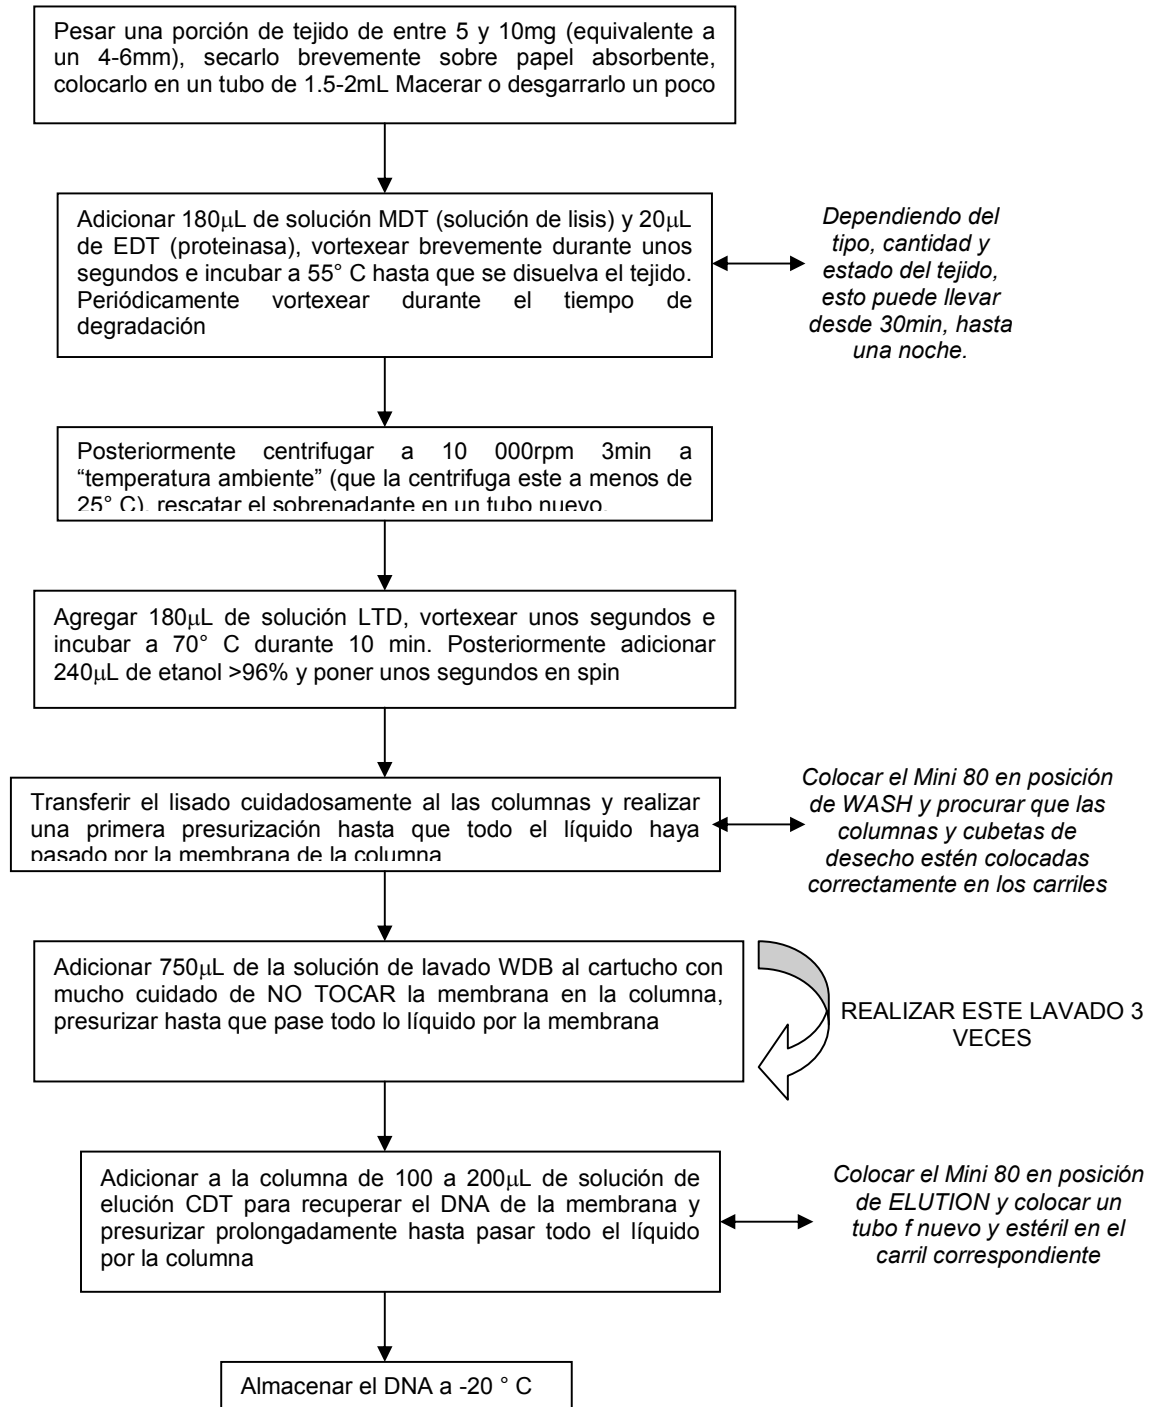 Pesar una porción de tejido de entre 5 y 10mg (equivalente a
un 4-6mm), secarlo brevemente sobre papel absorbente,
colocarlo en un tubo de 1.5-2mL Macerar o desgarrarlo un poco
Adicionar 180µL de solución MDT (solución de lisis) y 20µL
de EDT (proteinasa), vortexear brevemente durante unos
segundos e incubar a 55° C hasta que se disuelva el tejido.
Periódicamente vortexear durante el tiempo de
degradación
Dependiendo del
tipo, cantidad y
estado del tejido,
esto puede llevar
desde 30min, hasta
una noche.
Posteriormente centrifugar a 10 000rpm 3min a
“temperatura ambiente” (que la centrifuga este a menos de
25° C), rescatar el sobrenadante en un tubo nuevo.
Agregar 180µL de solución LTD, vortexear unos segundos e
incubar a 70° C durante 10 min. Posteriormente adicionar
240µL de etanol >96% y poner unos segundos en spin
Transferir el lisado cuidadosamente al las columnas y realizar
una primera presurización hasta que todo el líquido haya
pasado por la membrana de la columna
Colocar el Mini 80 en posición
de WASH y procurar que las
columnas y cubetas de
desecho estén colocadas
correctamente en los carriles
Adicionar 750µL de la solución de lavado WDB al cartucho con
mucho cuidado de NO TOCAR la membrana en la columna,
presurizar hasta que pase todo lo líquido por la membrana
REALIZAR ESTE LAVADO 3
VECES
Adicionar a la columna de 100 a 200µL de solución de
elución CDT para recuperar el DNA de la membrana y
presurizar prolongadamente hasta pasar todo el líquido
por la columna
Colocar el Mini 80 en posición
de ELUTION y colocar un
tubo f nuevo y estéril en el
carril correspondiente
Almacenar el DNA a -20 ° C